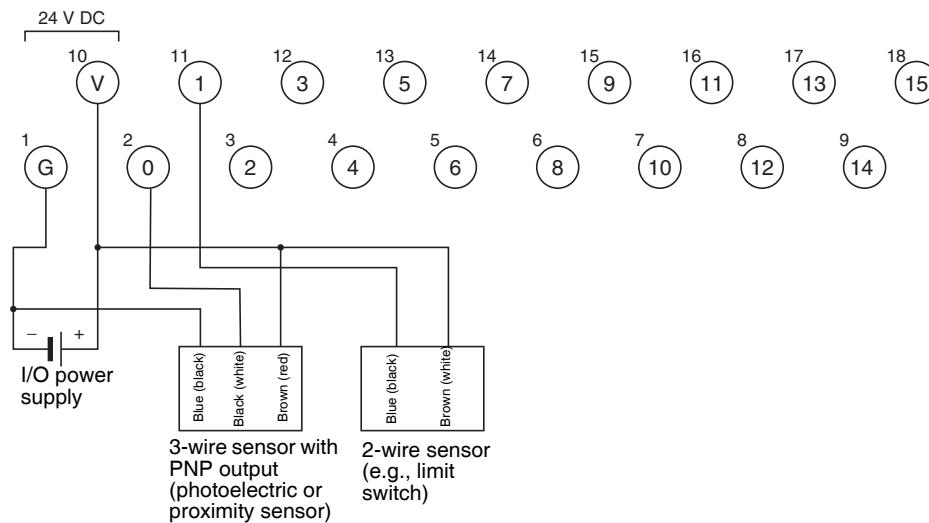 24 V DC
10 11 12 13 14 15 16 17 18
V 1 3 5 7 9 11 13 15
1 2 3 4 5 6 7 8 9
G 0 2 4 6 8 10 12 14
− +
I/O power
supply
Blue (black)
Black (white)
Brown (red)
Blue (black)
Brown (white)
3-wire sensor with
PNP output
(photoelectric or
proximity sensor)
2-wire sensor
(e.g., limit
switch)